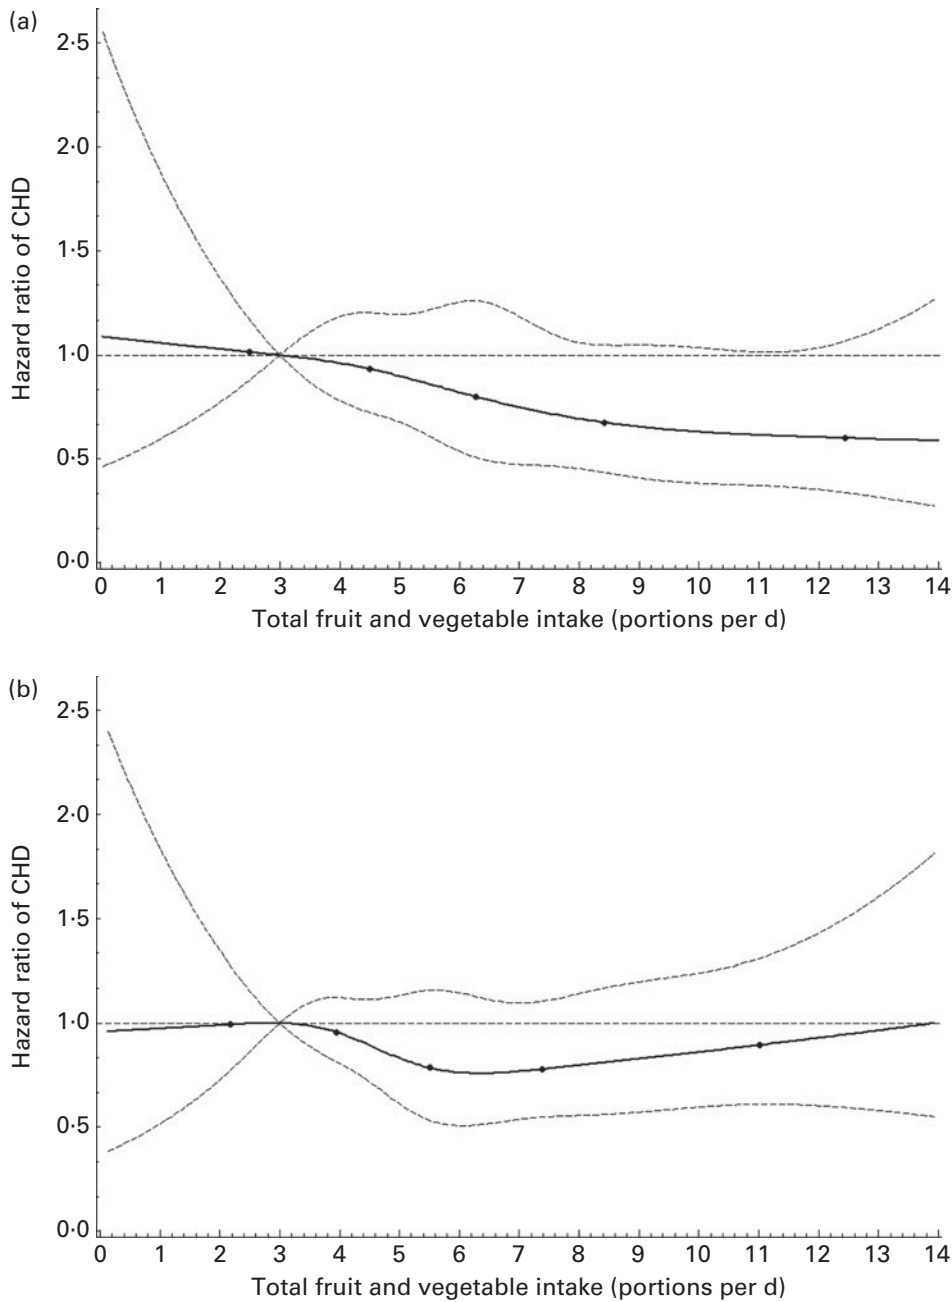 (a)
2·5
2·0
1·5
1·0
0·5
0·0
Hazard ratio of CHD
0 1 2 3 4 5 6 7 8 9 10 11 12 13 14
Total fruit and vegetable intake (portions per d)
(b)
2·5
2·0
1·5
1·0
0·5
0·0
Hazard ratio of CHD
0 1 2 3 4 5 6 7 8 9 10 11 12 13 14
Total fruit and vegetable intake (portions per d)